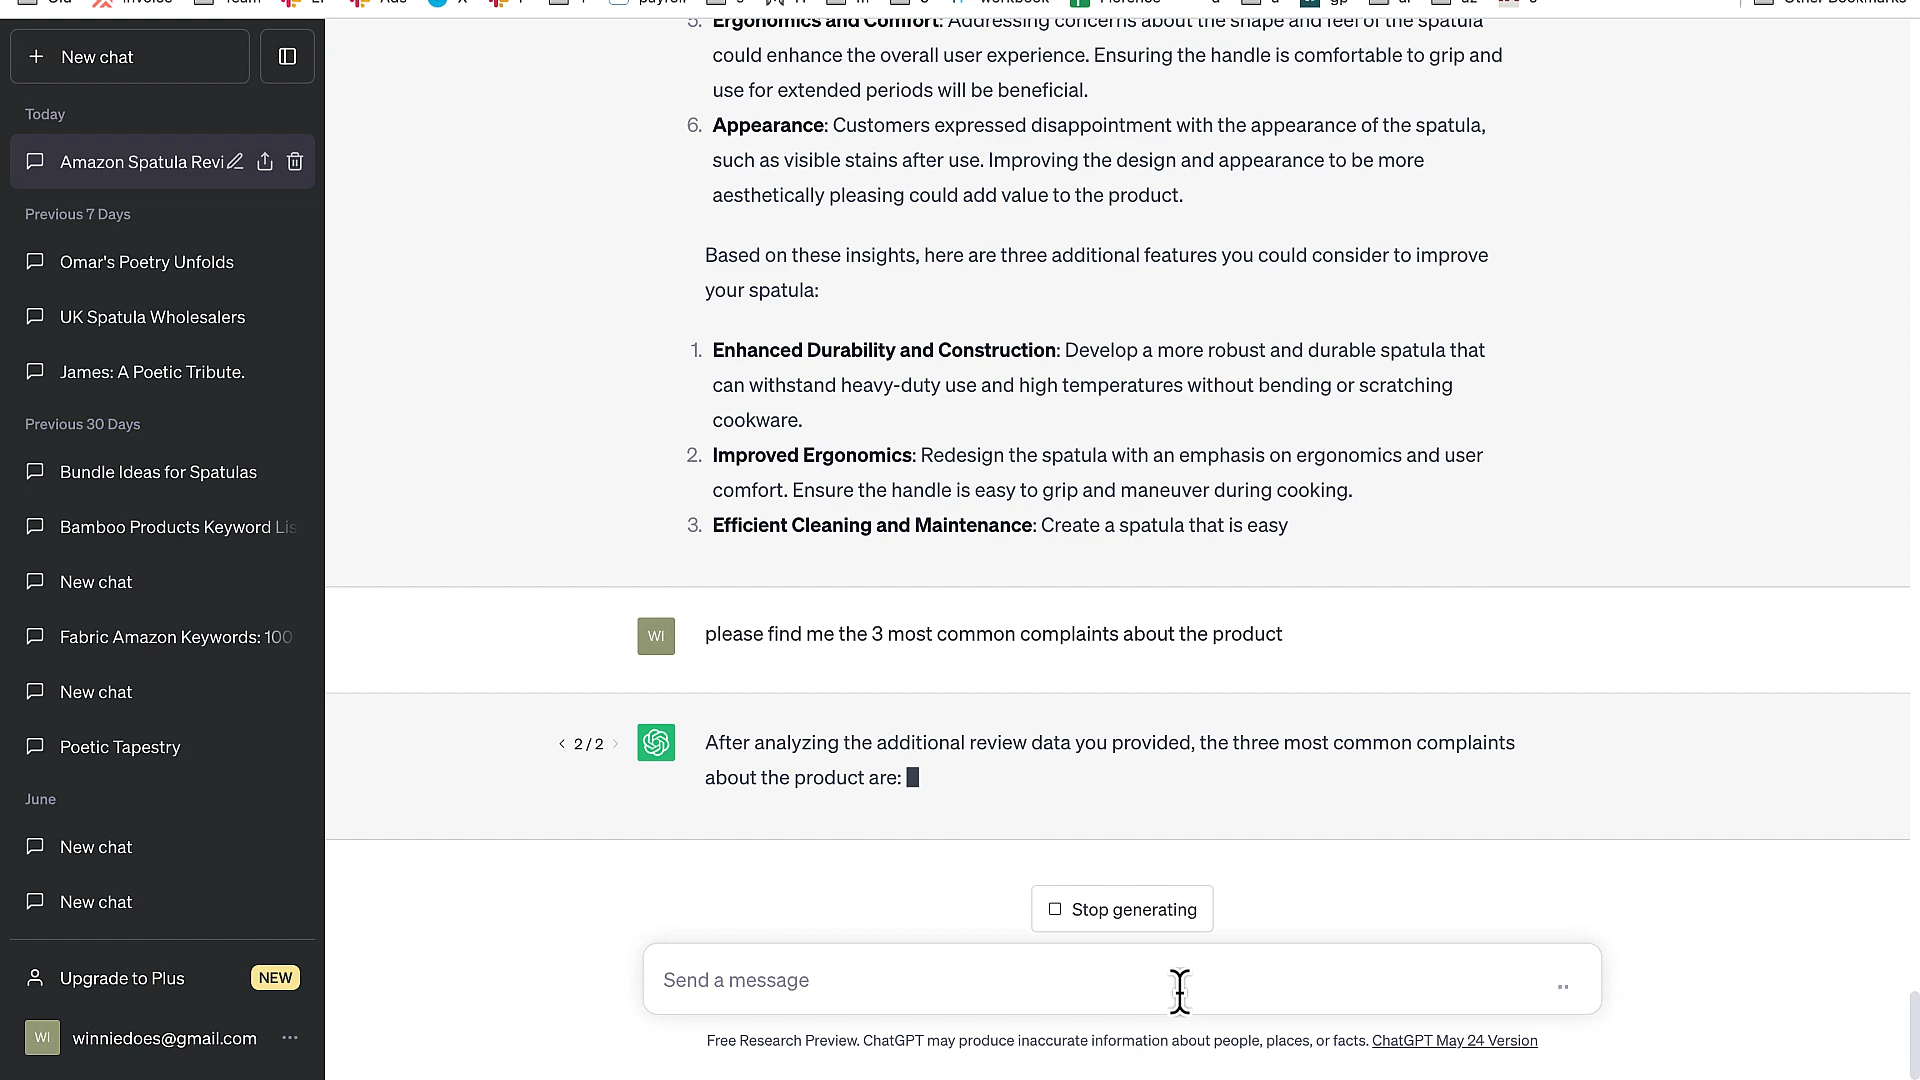 invoice
Team
Ads
payroll
workbook
Florence
gp
Other Bookmarks
New chat
Today
Amazon Spatula Revi
Previous 7 Days
Omar's Poetry Unfolds
UK Spatula Wholesalers
James: A Poetic Tribute.
Previous 30 Days
Bundle Ideas for Spatulas
Bamboo Products Keyword Lis
New chat
Fabric Amazon Keywords: 100
New chat
Poetic Tapestry
June
New chat
New chat
Upgrade to Plus NEW
WI winniedoes@gmail.com
5. Ergonomics and Comfort: Addressing concerns about the shape and feel of the spatula
could enhance the overall user experience. Ensuring the handle is comfortable to grip and
use for extended periods will be beneficial.
6. Appearance: Customers expressed disappointment with the appearance of the spatula,
such as visible stains after use. Improving the design and appearance to be more
aesthetically pleasing could add value to the product.
Based on these insights, here are three additional features you could consider to improve
your spatula:
1. Enhanced Durability and Construction: Develop a more robust and durable spatula that
can withstand heavy-duty use and high temperatures without bending or scratching
cookware.
2. Improved Ergonomics: Redesign the spatula with an emphasis on ergonomics and user
comfort. Ensure the handle is easy to grip and maneuver during cooking.
3. Efficient Cleaning and Maintenance: Create a spatula that is easy
WI please find me the 3 most common complaints about the product
< 2 / 2 > After analyzing the additional review data you provided, the three most common complaints
about the product are:
Stop generating
Send a message
Free Research Preview. ChatGPT may produce inaccurate information about people, places, or facts. ChatGPT May 24 Version